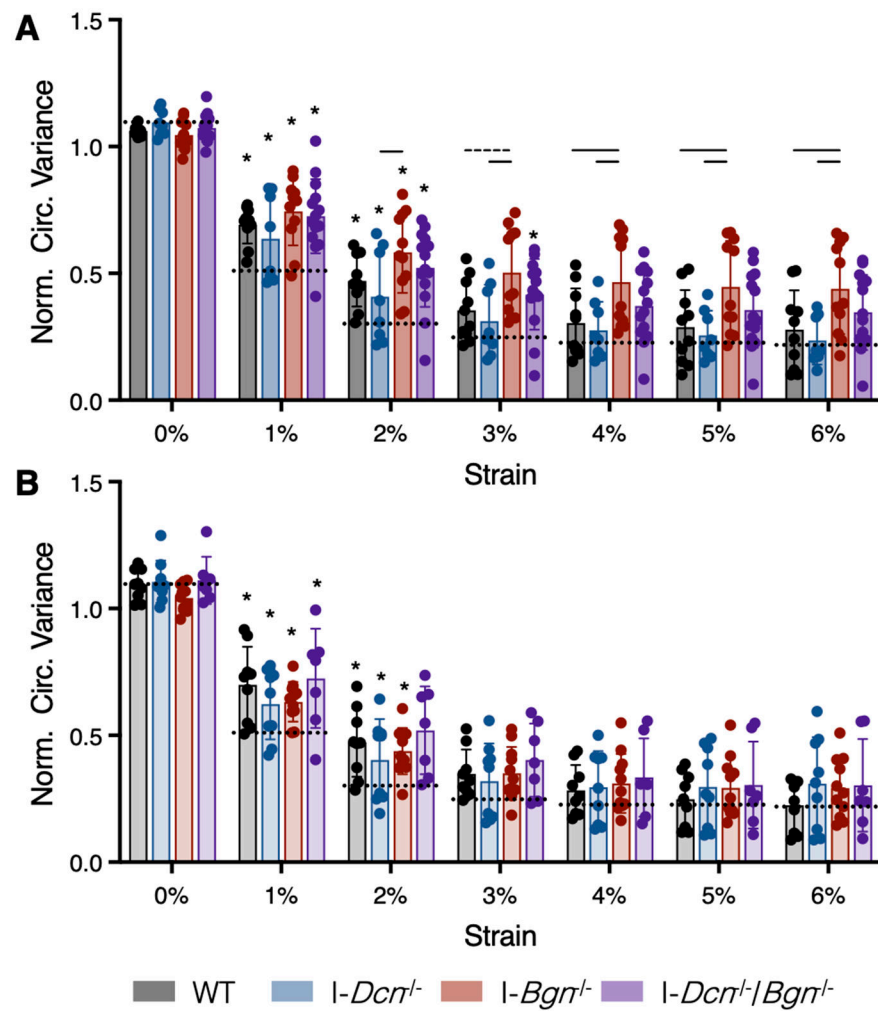 A
1.5
1.0
0.5
0.0
Norm. Circ. Variance
* * * *
* * * *
*
0% 1% 2% 3% 4% 5% 6%
Strain
B
1.5
1.0
0.5
0.0
Norm. Circ. Variance
* * * *
* * *
0% 1% 2% 3% 4% 5% 6%
Strain
WT I-Dcn⁻/⁻ I-Bgn⁻/⁻ I-Dcn⁻/⁻/Bgn⁻/⁻